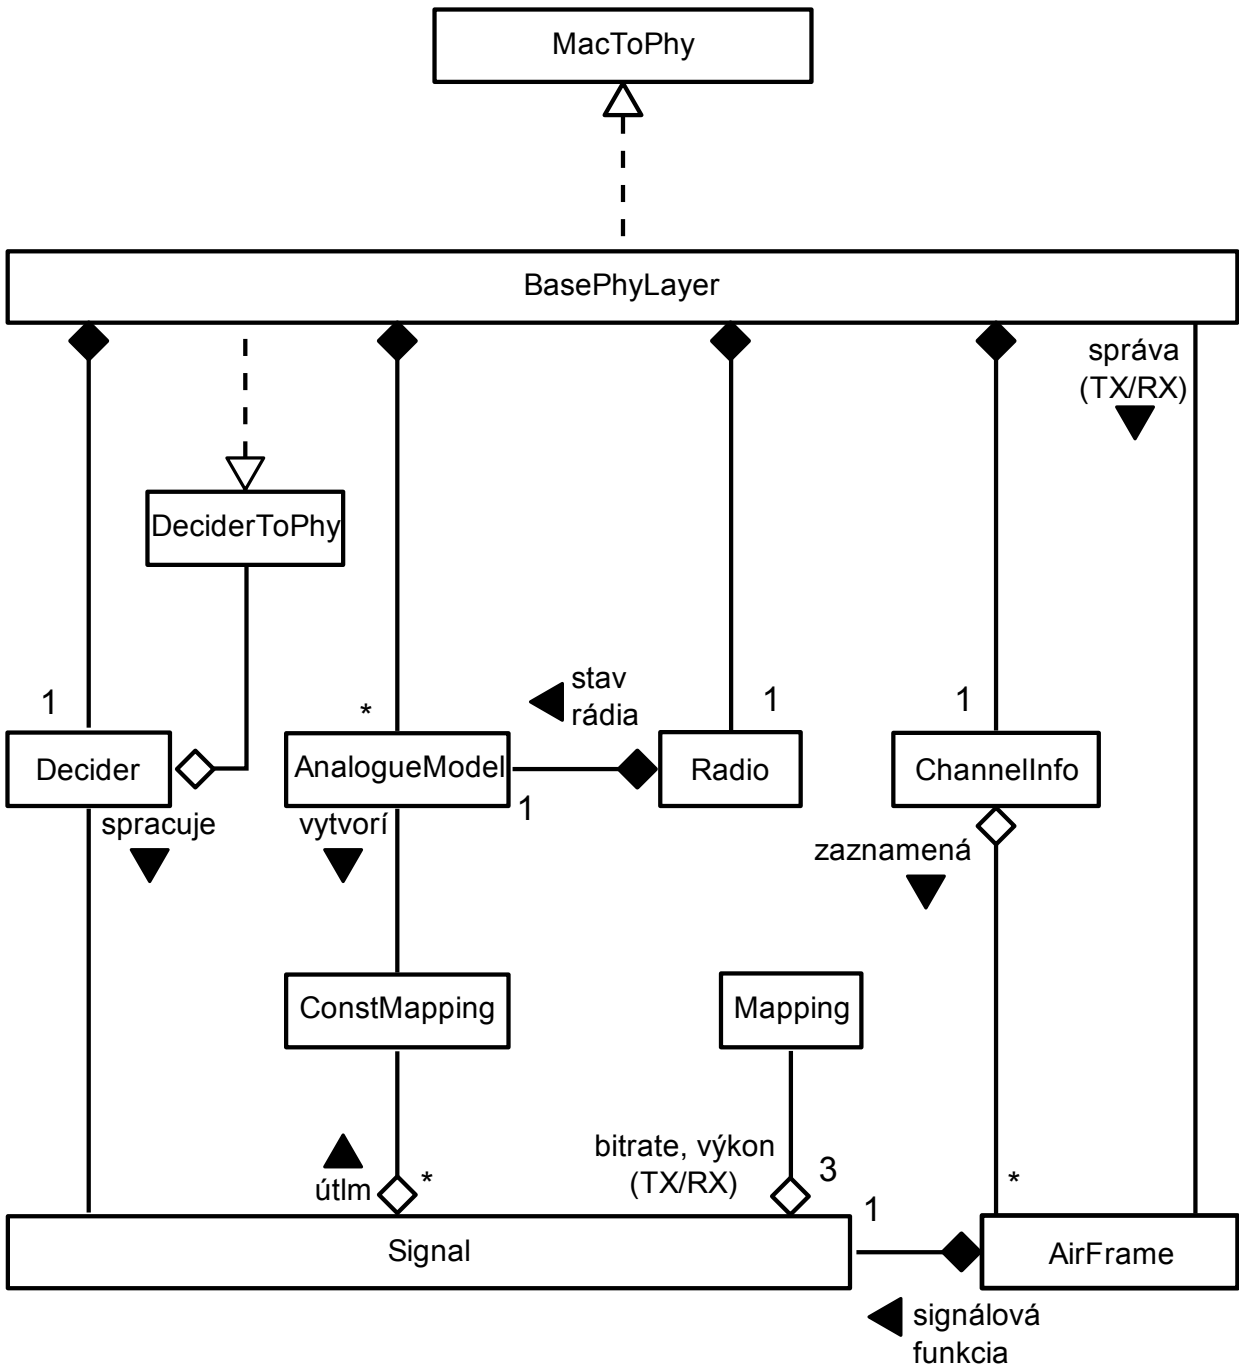 MacToPhy
BasePhyLayer
správa
(TX/RX)
DeciderToPhy
stav
rádia
1
*
1
1
Decider
AnalogueModel
Radio
ChannelInfo
1
spracuje
vytvorí
zaznamená
ConstMapping
Mapping
bitrate, výkon
(TX/RX)
3
útlm
*
*
1
Signal
AirFrame
signálová
funkcia